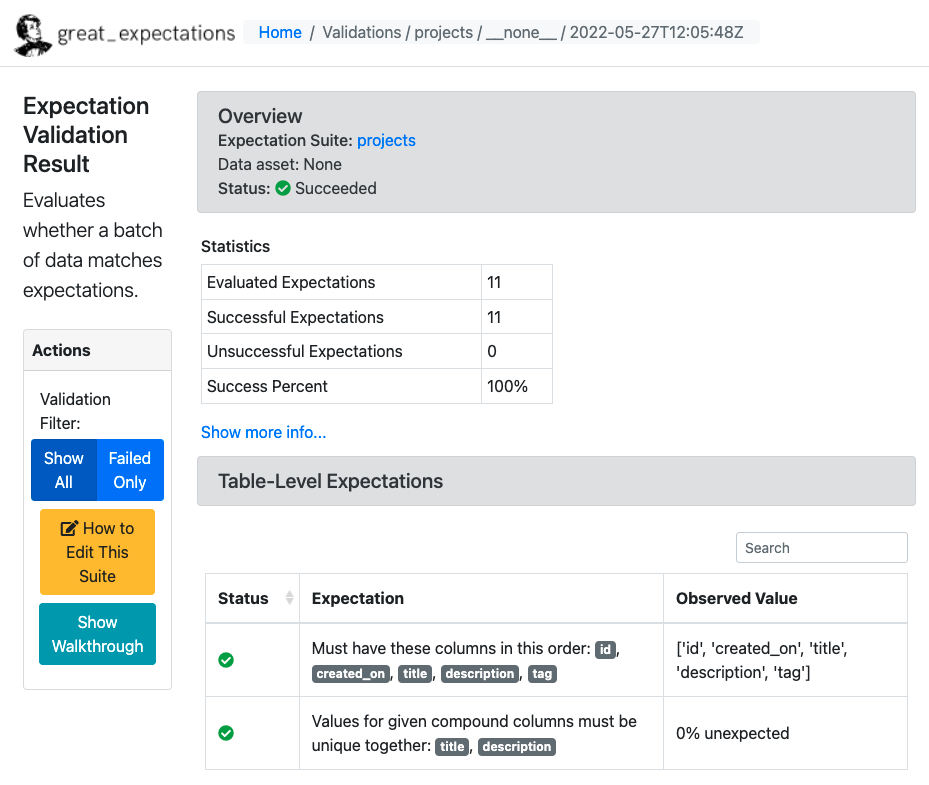 great_expectations
Home / Validations / projects / __none__ / 2022-05-27T12:05:48Z
Expectation
Validation
Result
Evaluates
whether a batch
of data matches
expectations.
Actions
Validation
Filter:
Show
All
Failed
Only
How to
Edit This
Suite
Show
Walkthrough
Overview
Expectation Suite: projects
Data asset: None
Status: Succeeded
Statistics
Evaluated Expectations 11
Successful Expectations 11
Unsuccessful Expectations 0
Success Percent 100%
Show more info...
Table-Level Expectations
Search
Status Expectation Observed Value
Must have these columns in this order: id,
created_on, title, description, tag
['id', 'created_on', 'title',
'description', 'tag']
Values for given compound columns must be
unique together: title, description
0% unexpected